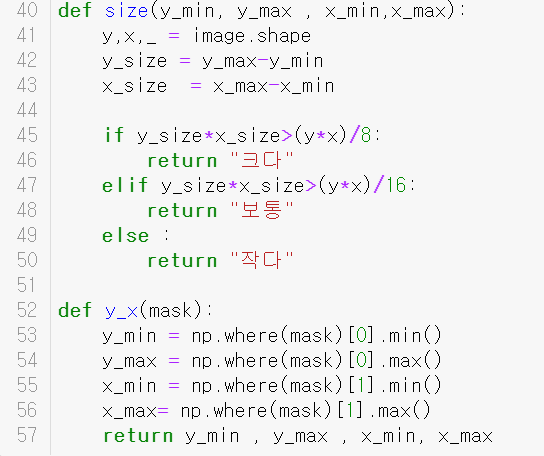 40 def size(y_min, y_max , x_min,x_max):
41     y,x,_ = image.shape
42     y_size = y_max-y_min
43     x_size  = x_max-x_min
44
45     if y_size*x_size>(y*x)/8:
46         return "크다"
47     elif y_size*x_size>(y*x)/16:
48         return "보통"
49     else :
50         return "작다"
51
52 def y_x(mask):
53     y_min = np.where(mask)[0].min()
54     y_max = np.where(mask)[0].max()
55     x_min = np.where(mask)[1].min()
56     x_max= np.where(mask)[1].max()
57     return y_min , y_max , x_min, x_max